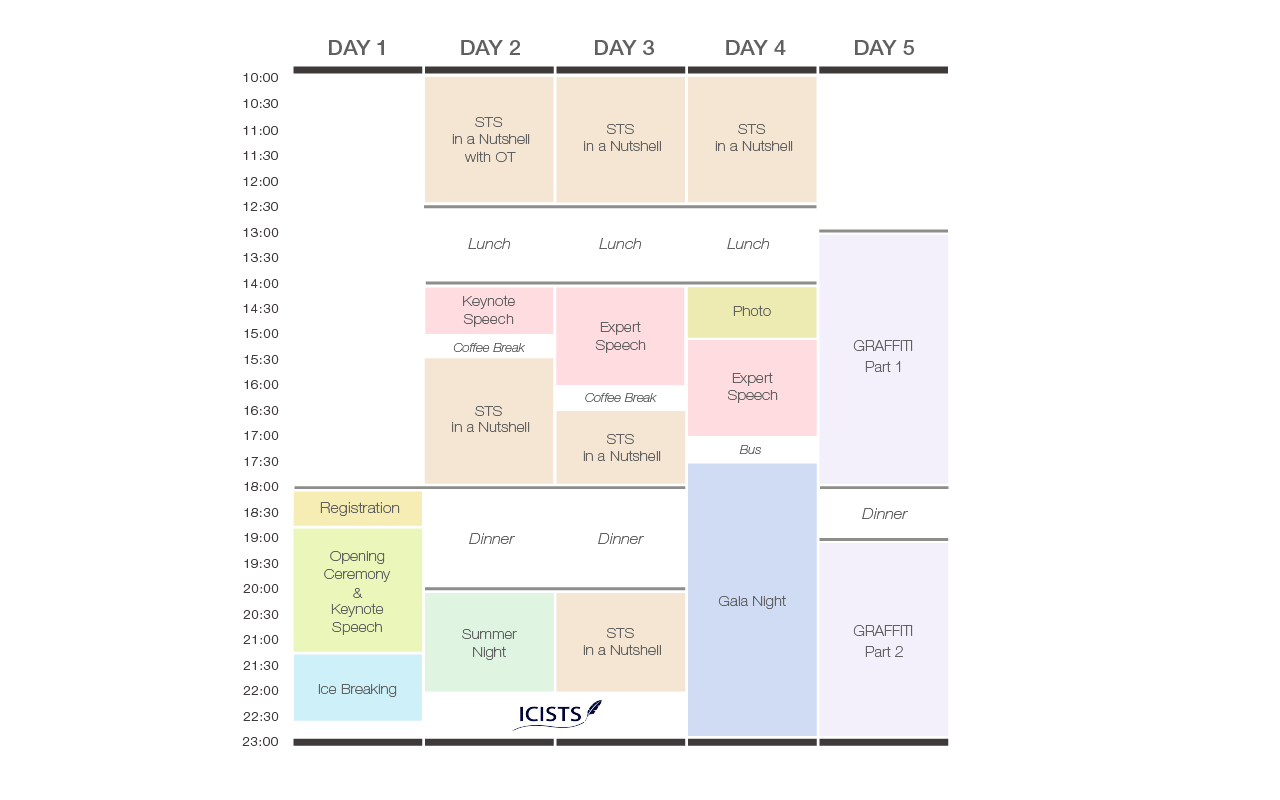 DAY 1
DAY 2
DAY 3
DAY 4
DAY 5
10:00
10:30
11:00
11:30
12:00
12:30
13:00
13:30
14:00
14:30
15:00
15:30
16:00
16:30
17:00
17:30
18:00
18:30
19:00
19:30
20:00
20:30
21:00
21:30
22:00
22:30
23:00
Registration
Opening
Ceremony
&
Keynote
Speech
Ice Breaking
STS
in a Nutshell
with OT
Lunch
Keynote
Speech
Coffee Break
STS
in a Nutshell
Dinner
Summer
Night
STS
in a Nutshell
Lunch
Expert
Speech
Coffee Break
STS
in a Nutshell
Dinner
STS
in a Nutshell
ICISTS
STS
in a Nutshell
Lunch
Photo
Expert
Speech
Bus
Gala Night
GRAFFITI
Part 1
Dinner
GRAFFITI
Part 2